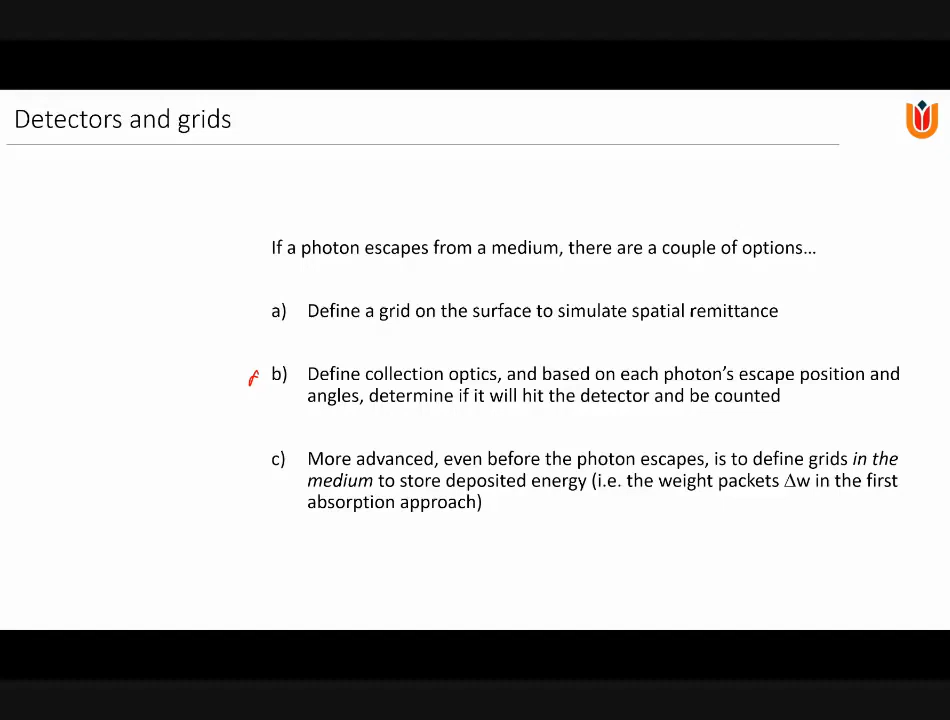 Detectors and grids
If a photon escapes from a medium, there are a couple of options…
a) Define a grid on the surface to simulate spatial remittance
b) Define collection optics, and based on each photon’s escape position and
angles, determine if it will hit the detector and be counted
c) More advanced, even before the photon escapes, is to define grids in the
medium to store deposited energy (i.e. the weight packets Δw in the first
absorption approach)